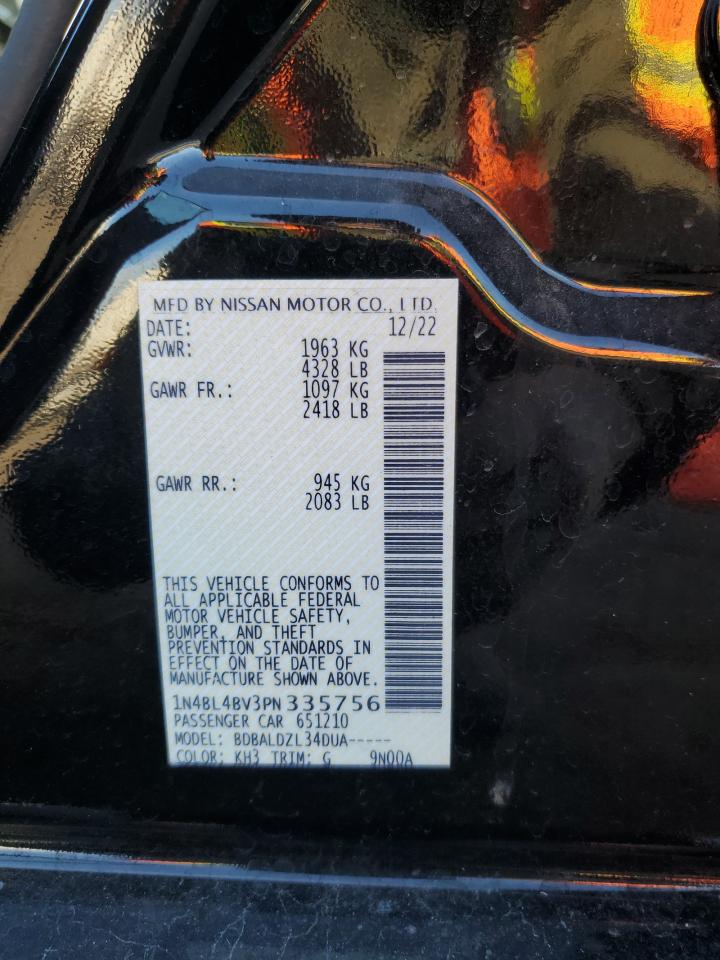 MFD BY NISSAN MOTOR CO., LTD.
DATE: 12/22
GVWR: 1963 KG
4328 LB
GAWR FR.: 1097 KG
2418 LB
GAWR RR.: 945 KG
2083 LB
THIS VEHICLE CONFORMS TO
ALL APPLICABLE FEDERAL
MOTOR VEHICLE SAFETY,
BUMPER, AND THEFT
PREVENTION STANDARDS IN
EFFECT ON THE DATE OF
MANUFACTURE SHOWN ABOVE.
1N4BL4BV3PN335756
PASSENGER CAR 651210
MODEL: BDBALDZL34DUA-----
COLOR: KH3 TRIM: G 9N00A